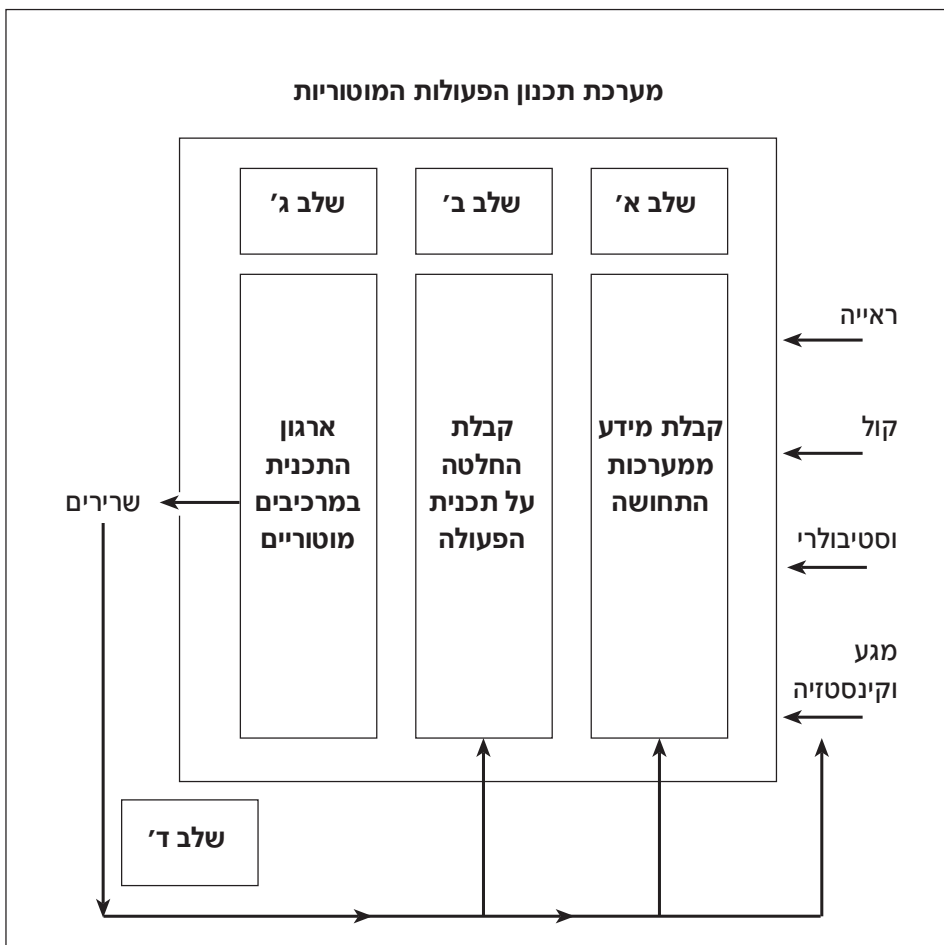 מערכת תכנון הפעולות המוטוריות
שלב א׳
שלב ב׳
שלב ג׳
קבלת מידע
ממערכות
התחושה
קבלת
החלטה
על תכנית
הפעולה
ארגון
התכנית
במרכיבים
מוטוריים
ראייה
קול
וסטיבולרי
מגע
וקינסטזיה
שרירים
שלב ד׳